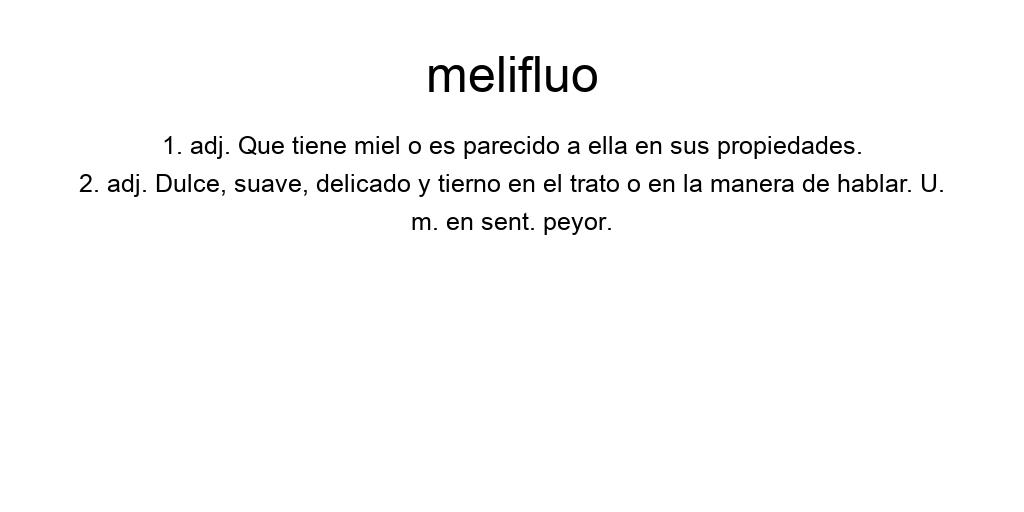 melifluo
1. adj. Que tiene miel o es parecido a ella en sus propiedades.
2. adj. Dulce, suave, delicado y tierno en el trato o en la manera de hablar. U.
m. en sent. peyor.